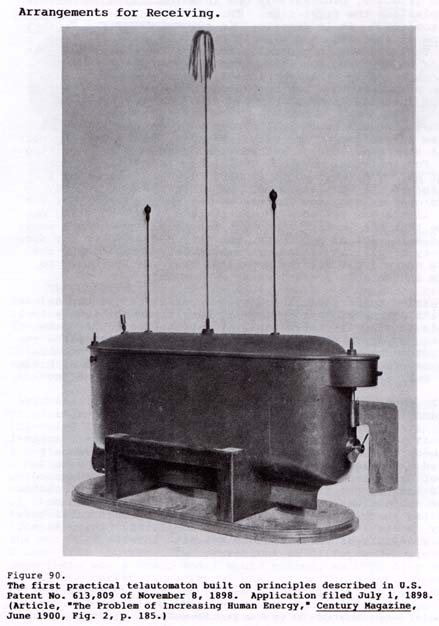 Arrangements for Receiving.
Figure 90.
The first practical telautomaton built on principles described in U.S.
Patent No. 613,809 of November 8, 1898.  Application filed July 1, 1898.
(Article, "The Problem of Increasing Human Energy," Century Magazine,
June 1900, Fig. 2, p. 185.)